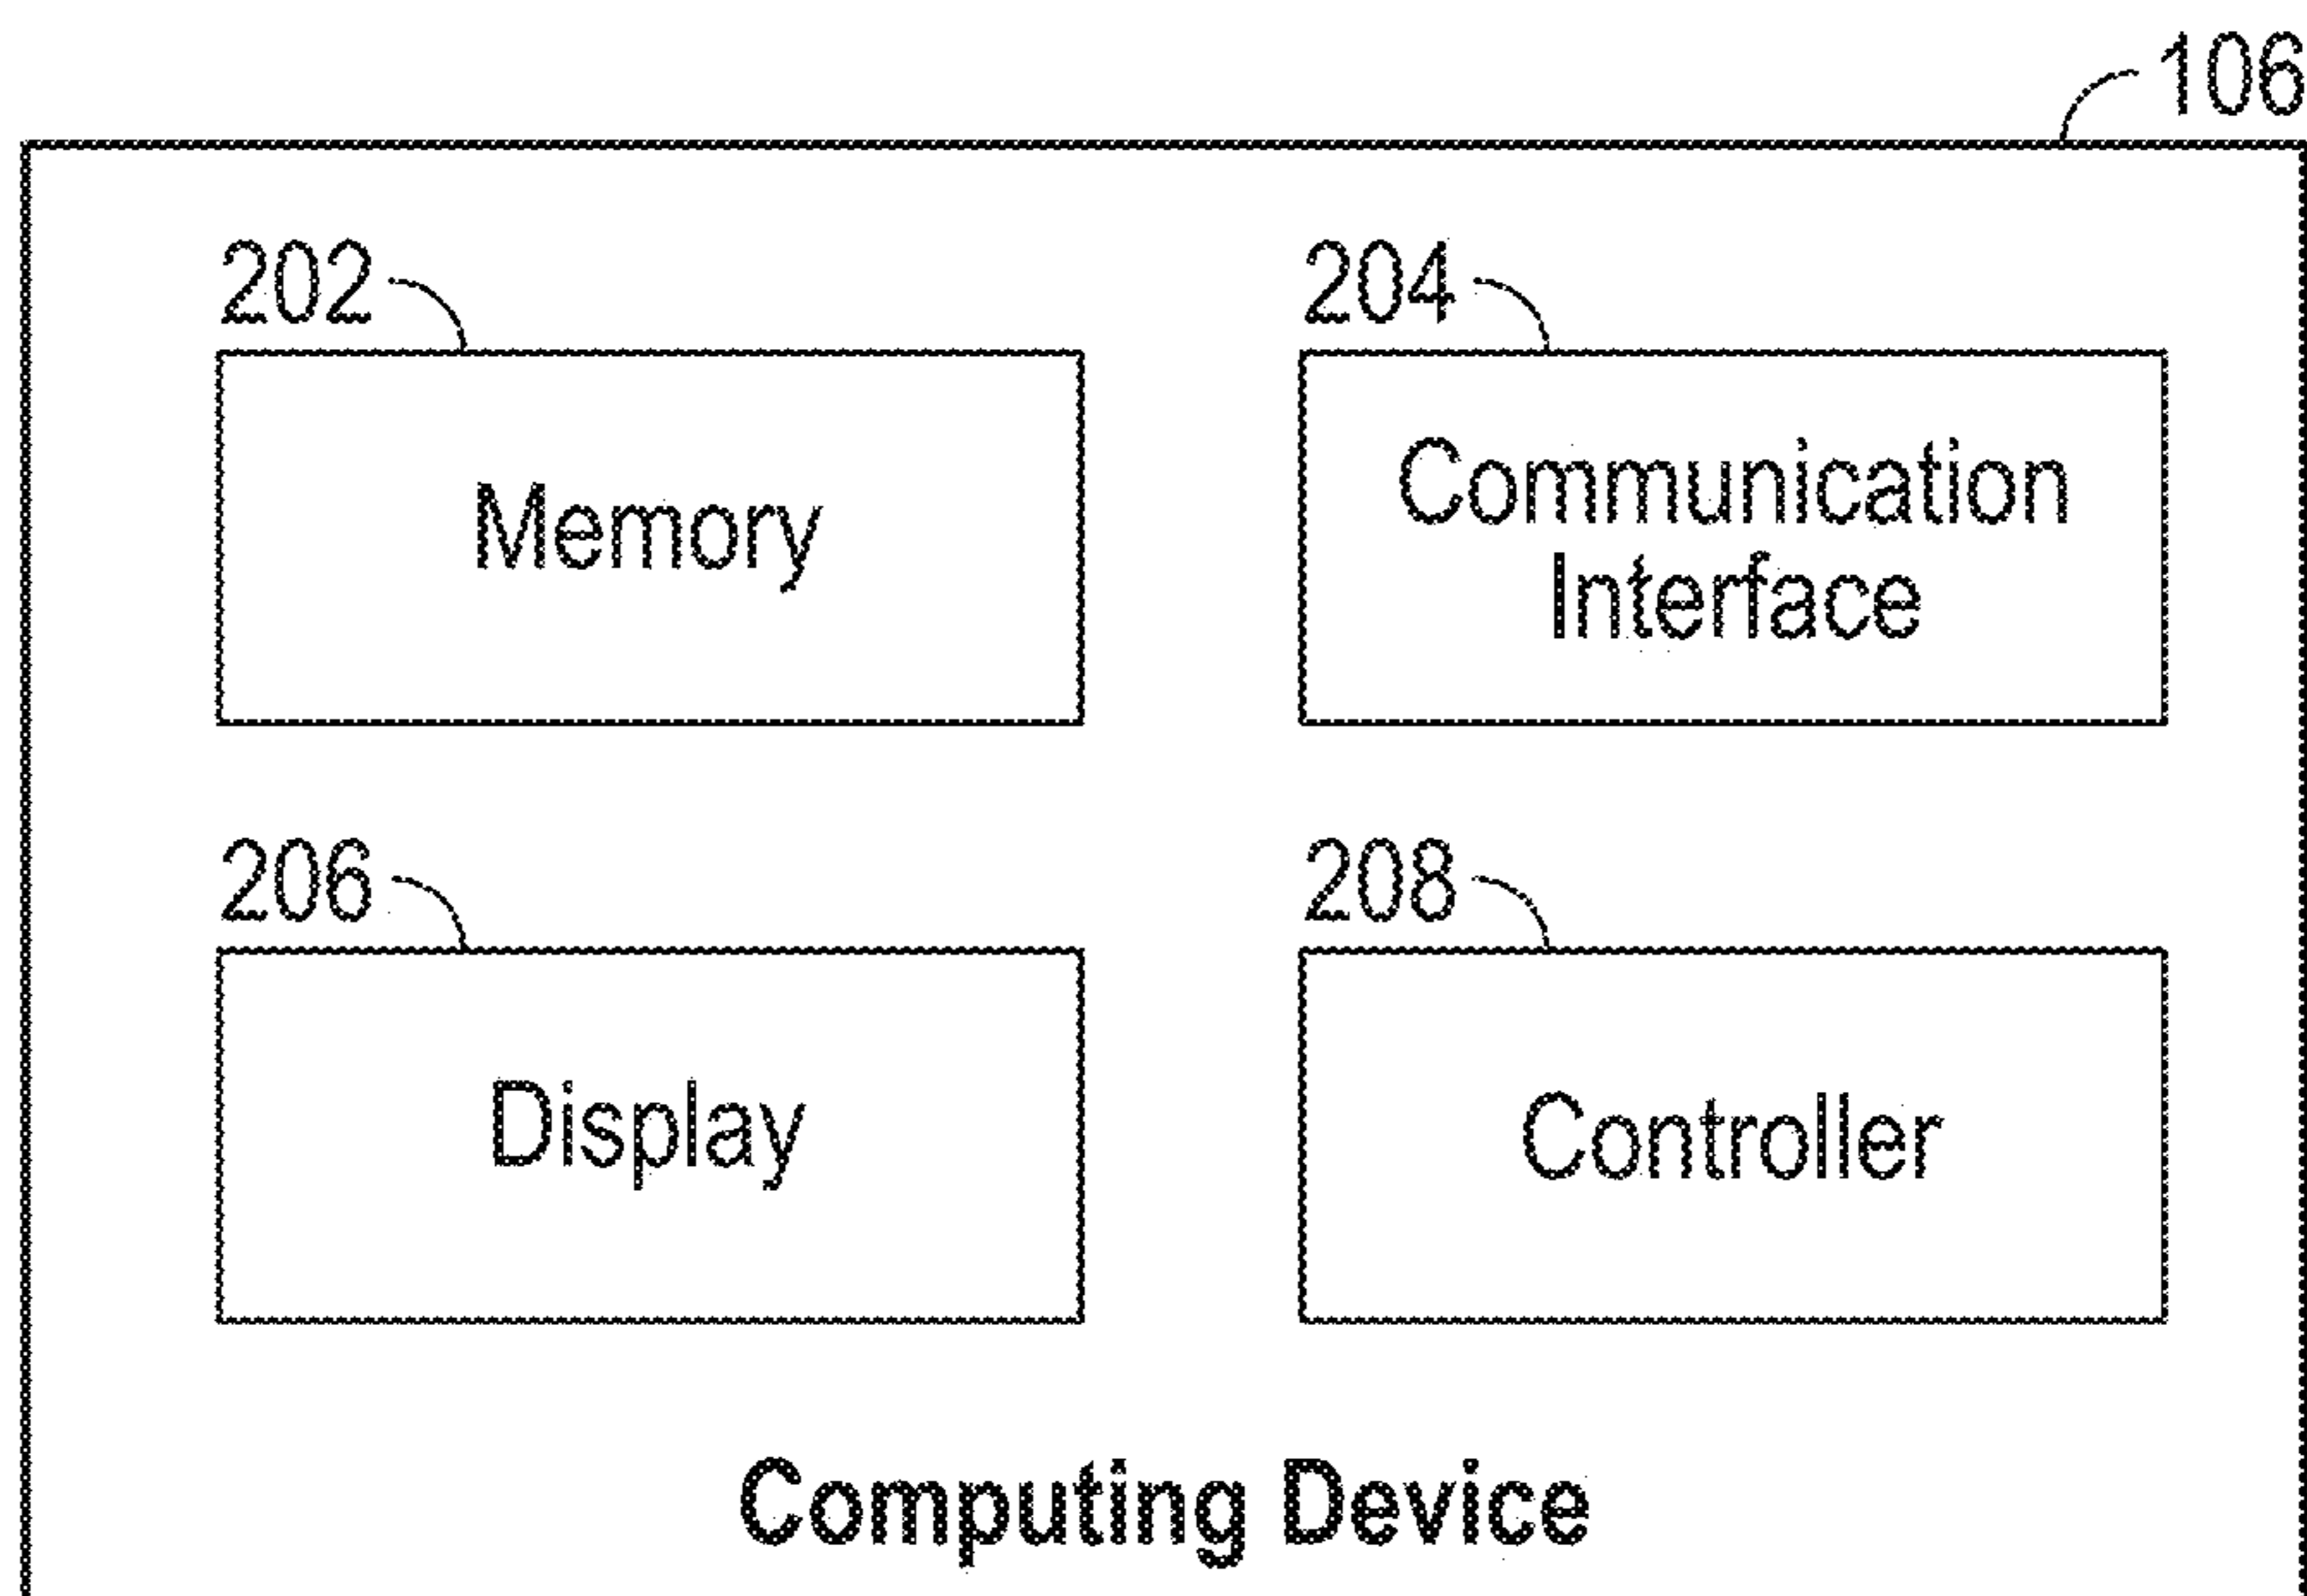 106
202
204
Memory
Communication
Interface
206
208
Display
Controller
Computing Device